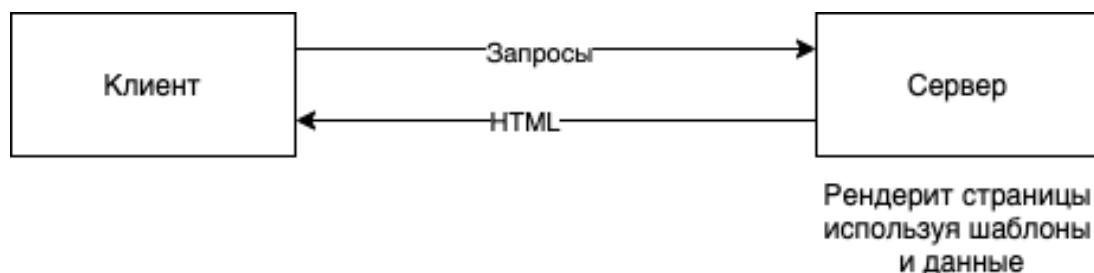 Клиент
Запросы
HTML
Сервер
Рендерит страницы
используя шаблоны
и данные